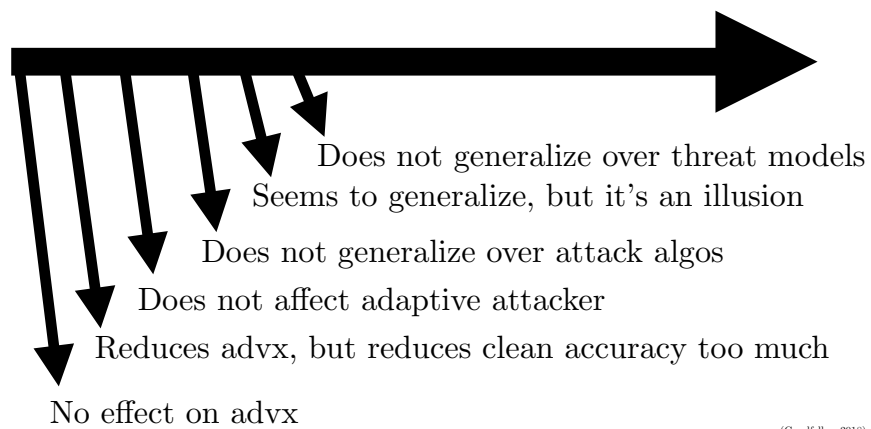 Does not generalize over threat models
Seems to generalize, but it's an illusion
Does not generalize over attack algos
Does not affect adaptive attacker
Reduces advx, but reduces clean accuracy too much
No effect on advx